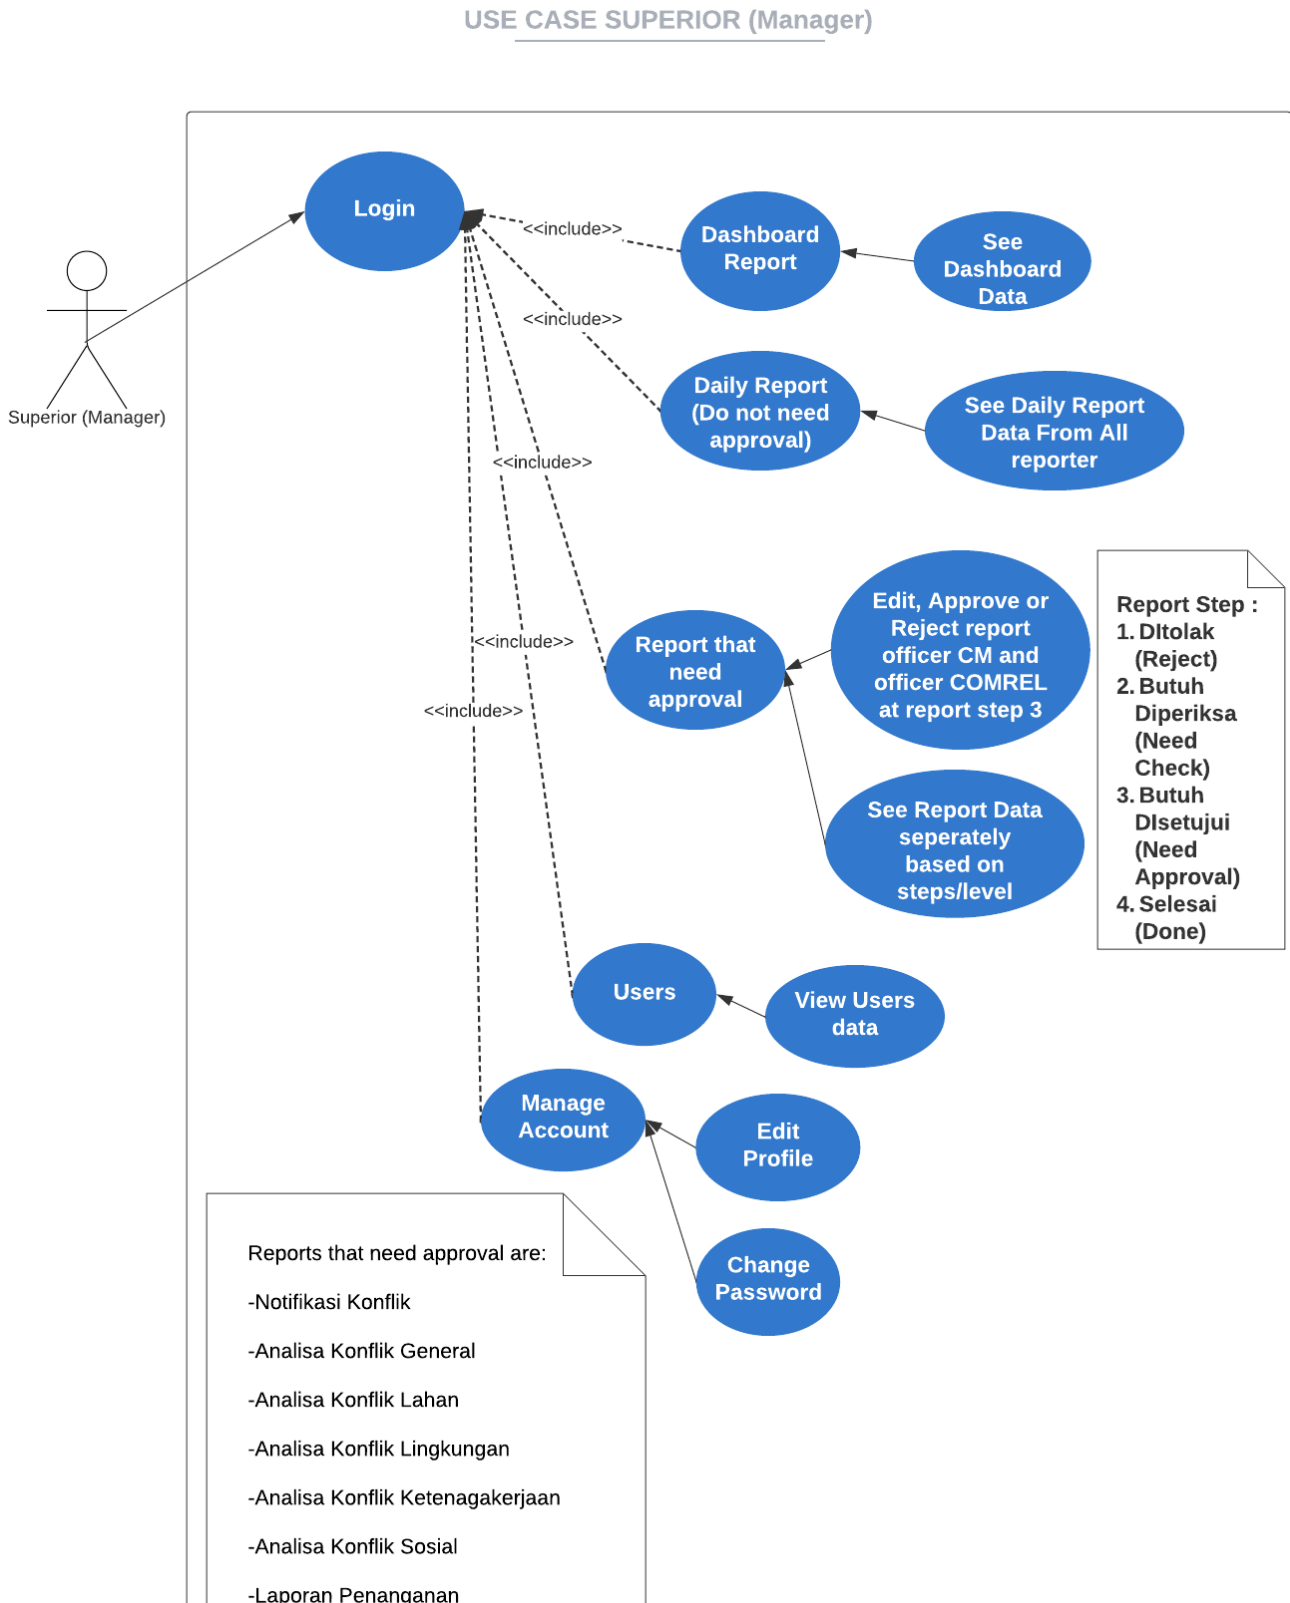 USE CASE SUPERIOR (Manager)
Login
<<include>>
Dashboard
Report
See
Dashboard
Data
Superior (Manager)
<<include>>
Daily Report
(Do not need
approval)
See Daily Report
Data From All
reporter
<<include>>
<<include>>
<<include>>
Report that
need
approval
Edit, Approve or
Reject report
officer CM and
officer COMREL
at report step 3
See Report Data
seperately
based on
steps/level
Report Step :
1. DItolak
(Reject)
2. Butuh
Diperiksa
(Need
Check)
3. Butuh
DIsetujui
(Need
Approval)
4. Selesai
(Done)
Users
View Users
data
Manage
Account
Edit
Profile
Change
Password
Reports that need approval are:
-Notifikasi Konflik
-Analisa Konflik General
-Analisa Konflik Lahan
-Analisa Konflik Lingkungan
-Analisa Konflik Ketenagakerjaan
-Analisa Konflik Sosial
-Laporan Penanganan